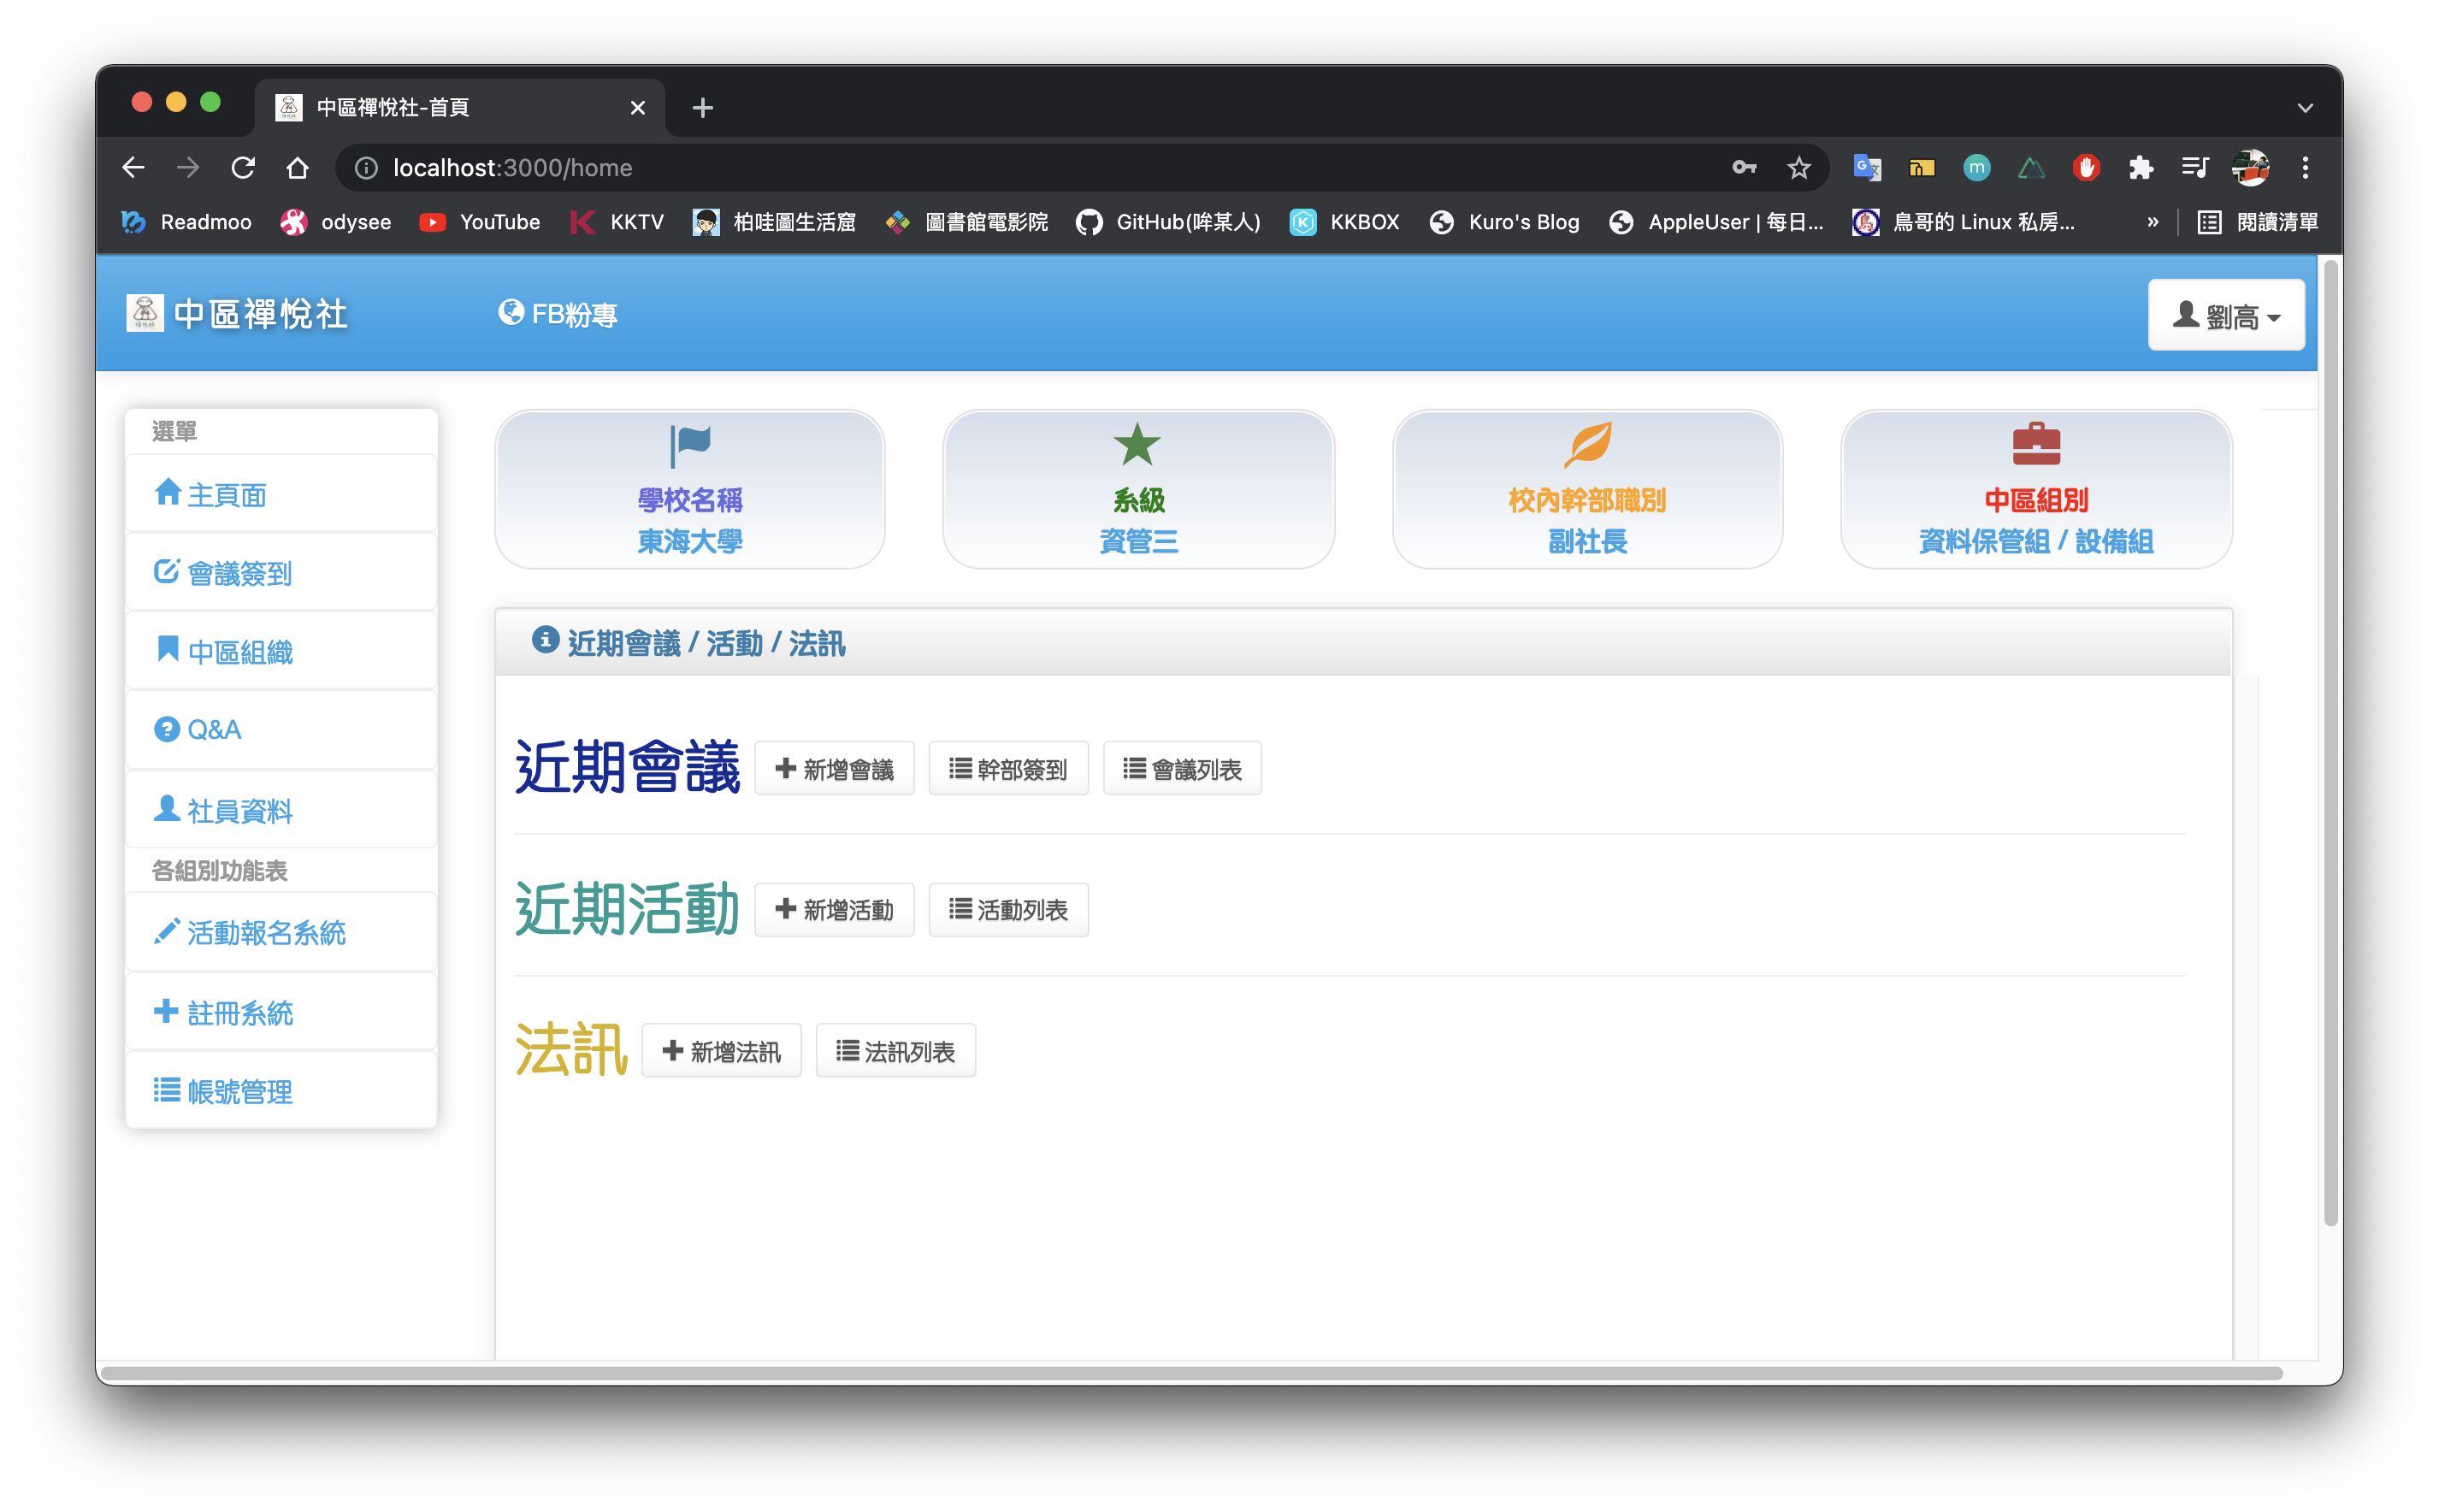 中區禪悅社-首頁
localhost:3000/home
Readmoo odysee YouTube KKTV 柏哇圖生活窟 圖書館電影院 GitHub(哞某人) KKBOX Kuro's Blog AppleUser | 每日... 鳥哥的 Linux 私房... » 閱讀清單
中區禪悅社 FB粉專 劉高
選單
主頁面
會議簽到
中區組織
Q&A
社員資料
各組別功能表
活動報名系統
註冊系統
帳號管理
學校名稱
東海大學
系級
資管三
校內幹部職別
副社長
中區組別
資料保管組 / 設備組
近期會議 / 活動 / 法訊
近期會議 新增會議 幹部簽到 會議列表
近期活動 新增活動 活動列表
法訊 新增法訊 法訊列表